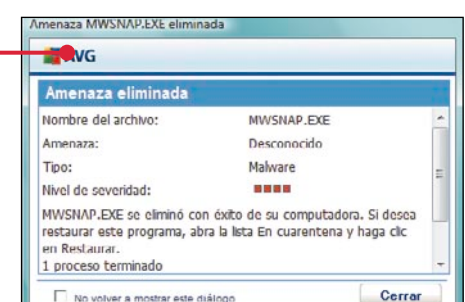 Amenaza MWSNAP.EXE eliminada
AVG
Amenaza eliminada
Nombre del archivo: MWSNAP.EXE
Amenaza: Desconocido
Tipo: Malware
Nivel de severidad:
MWSNAP.EXE se eliminó con éxito de su computadora. Si desea
restaurar este programa, abra la lista En cuarentena y haga clic
en Restaurar.
1 proceso terminado
No volver a mostrar este diálogo
Cerrar